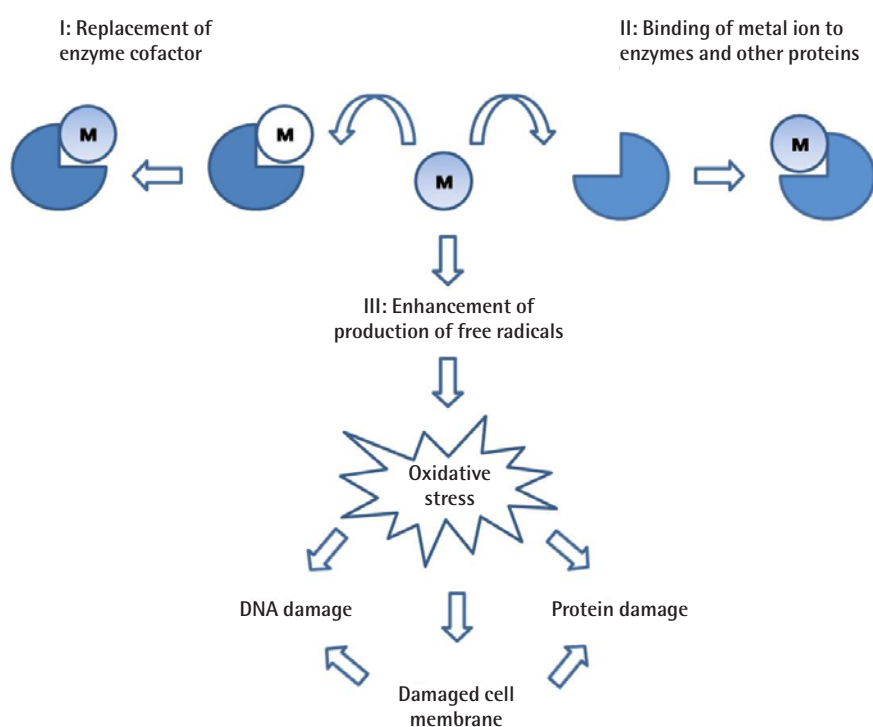 I: Replacement of
enzyme cofactor
II: Binding of metal ion to
enzymes and other proteins
M
M
M
M
III: Enhancement of
production of free radicals
Oxidative
stress
DNA damage
Protein damage
Damaged cell
membrane